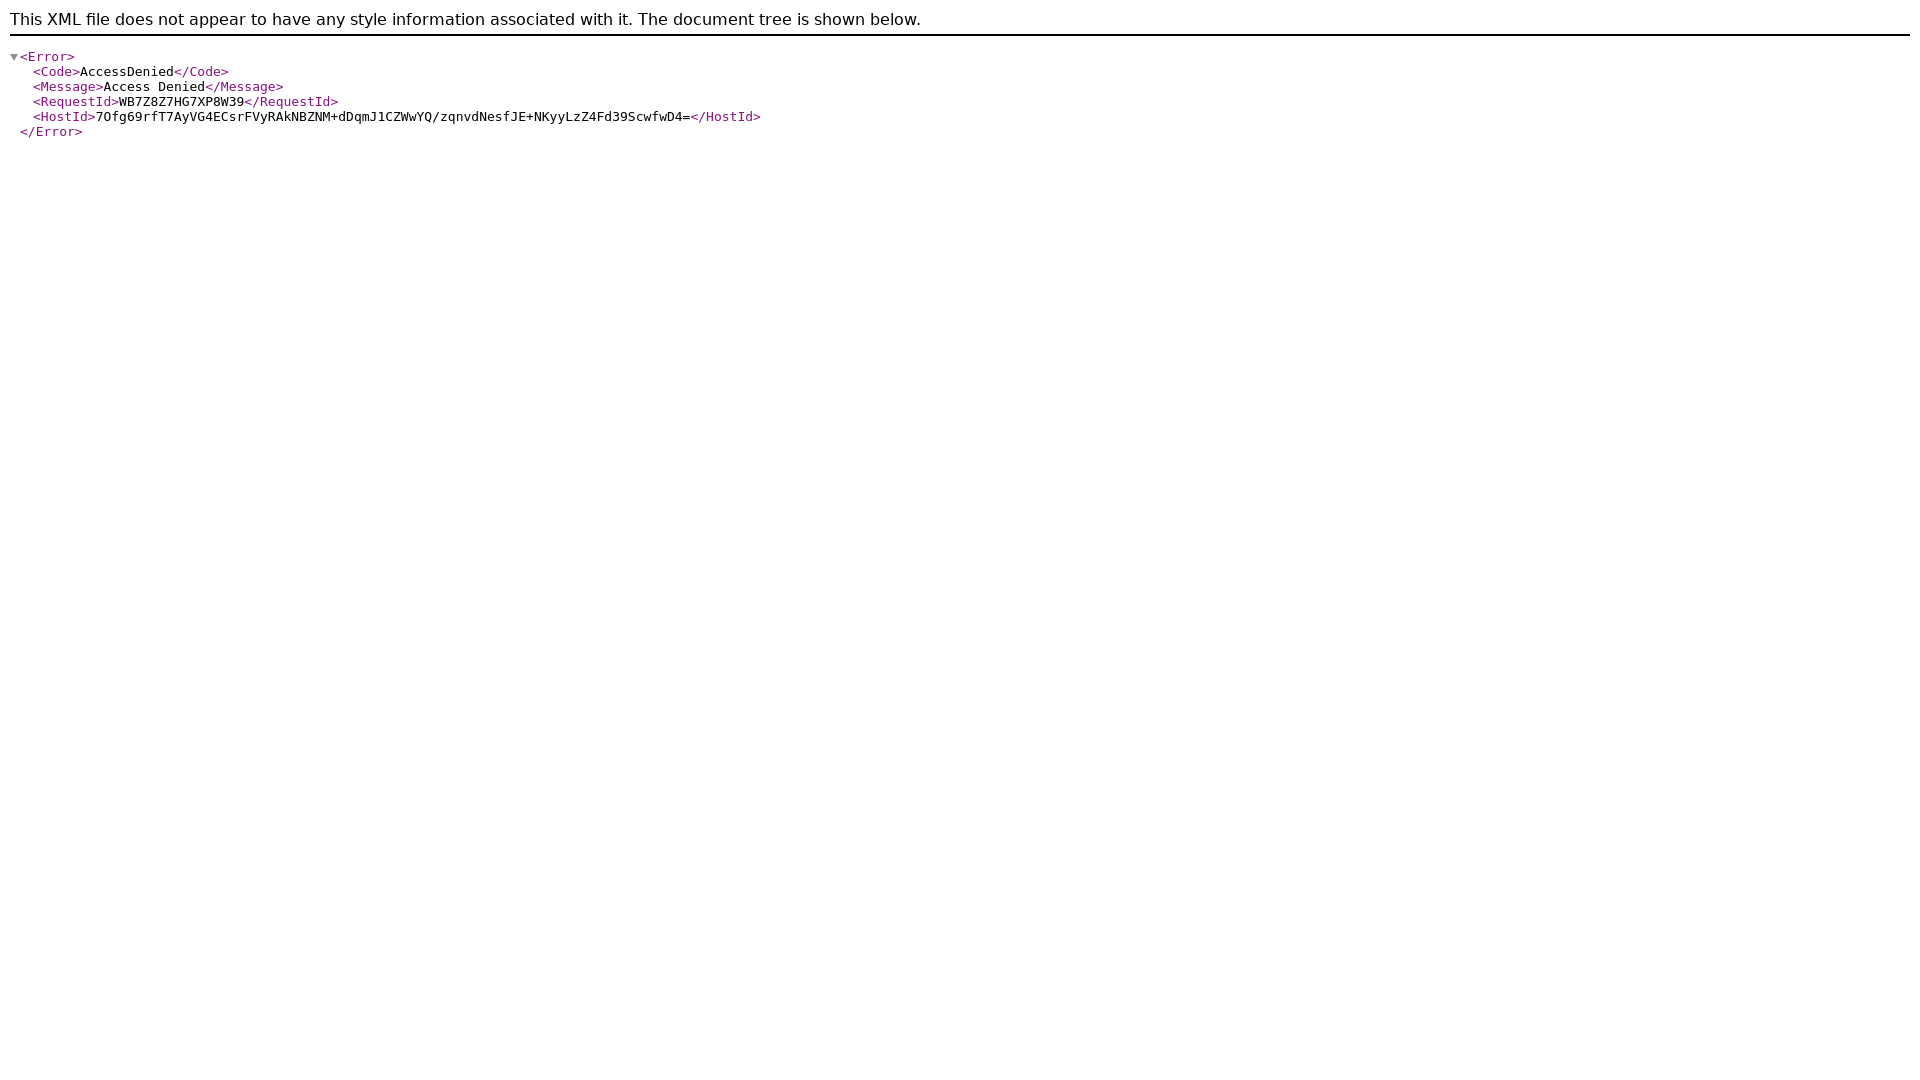 This XML file does not appear to have any style information associated with it. The document tree is shown below.
<Error>
<Code>AccessDenied</Code>
<Message>Access Denied</Message>
<RequestId>WB7Z8Z7HG7XP8W39</RequestId>
<HostId>7Ofg69rfT7AyVG4ECsrFVyRAkNBZNM+dDqmJ1CZWwYQ/zqnvdNesfJE+NKyyLzZ4Fd39ScwfwD4=</HostId>
</Error>